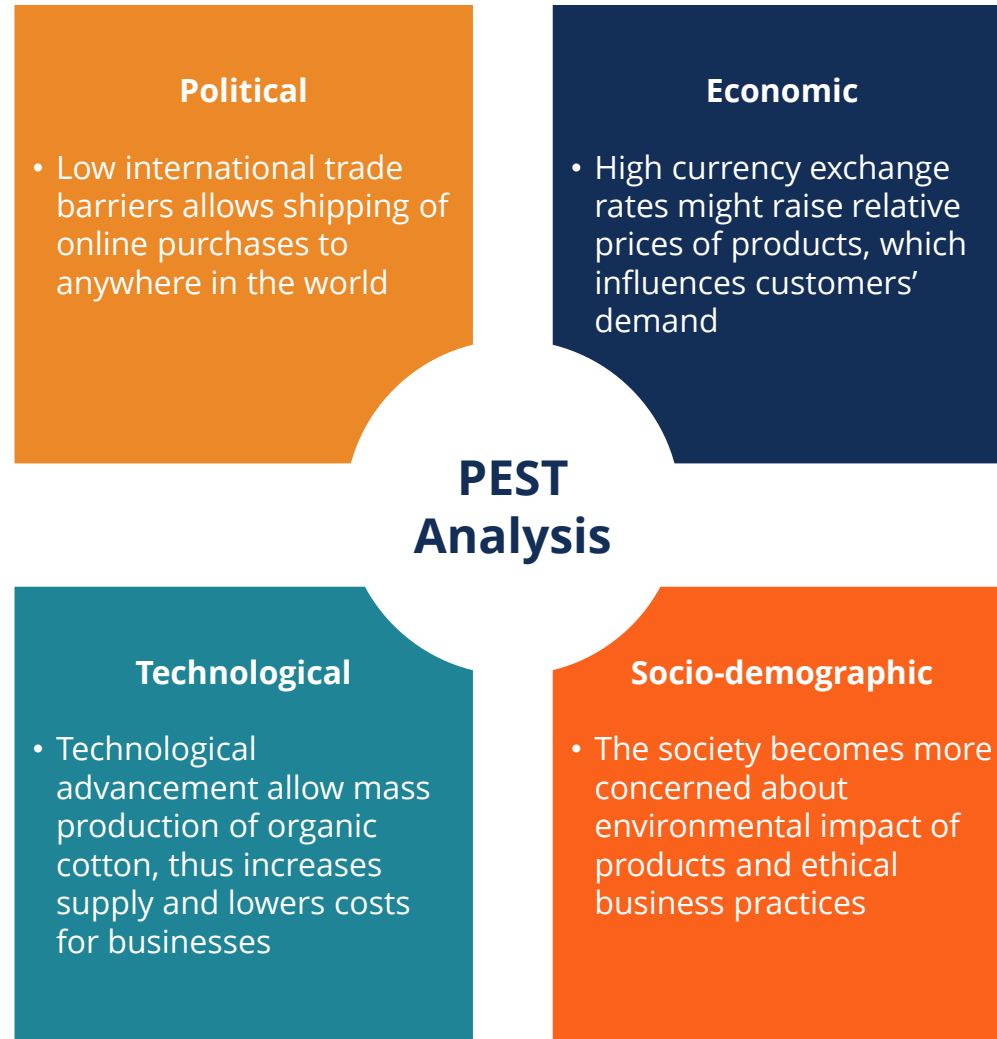 Political
• Low international trade
barriers allows shipping of
online purchases to
anywhere in the world
Economic
• High currency exchange
rates might raise relative
prices of products, which
influences customers’
demand
PEST
Analysis
Technological
• Technological
advancement allow mass
production of organic
cotton, thus increases
supply and lowers costs
for businesses
Socio-demographic
• The society becomes more
concerned about
environmental impact of
products and ethical
business practices